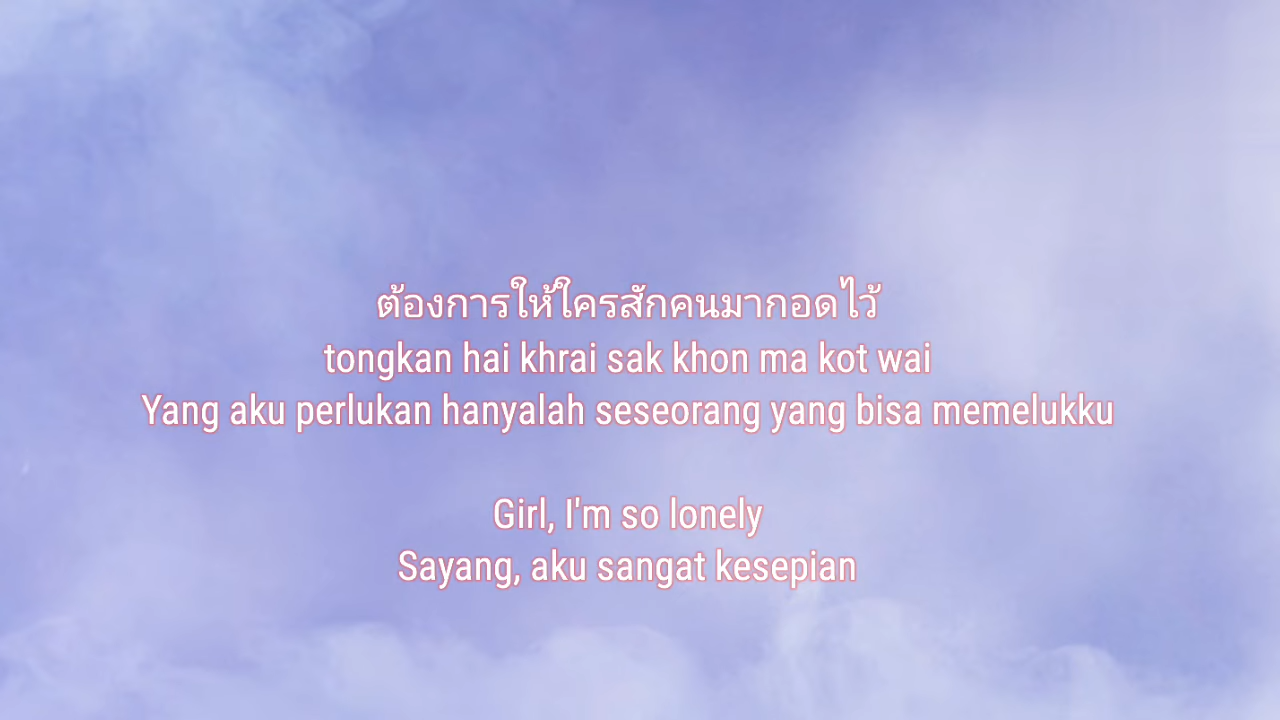 ต้องการให้ใครสักคนมากอดไว้
tongkan hai khrai sak khon ma kot wai
Yang aku perlukan hanyalah seseorang yang bisa memelukku
Girl, I'm so lonely
Sayang, aku sangat kesepian